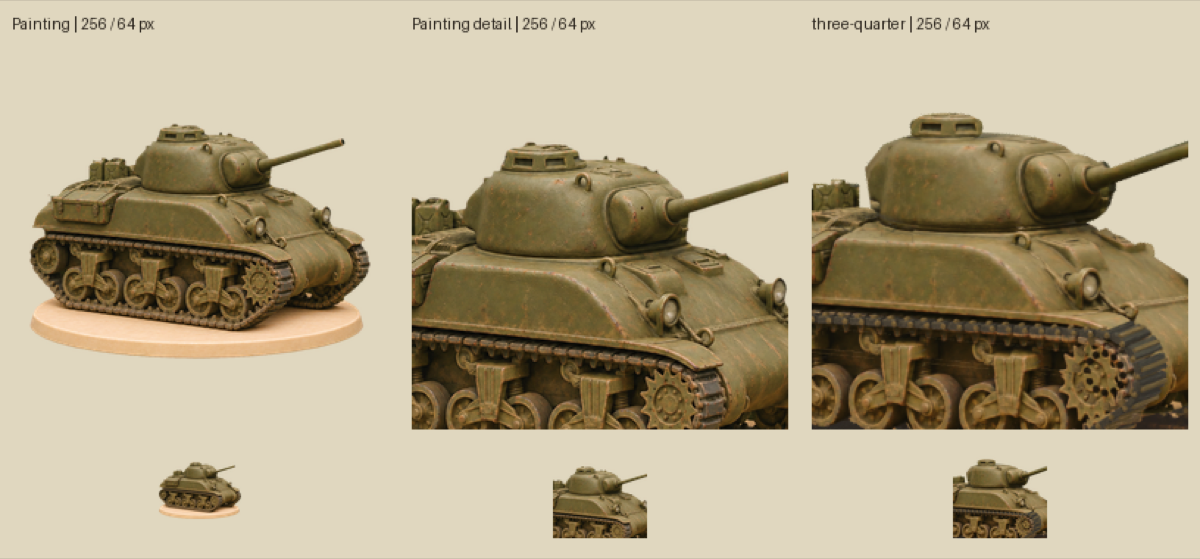 Painting | 256 / 64 px
Painting detail | 256 / 64 px
three-quarter | 256 / 64 px